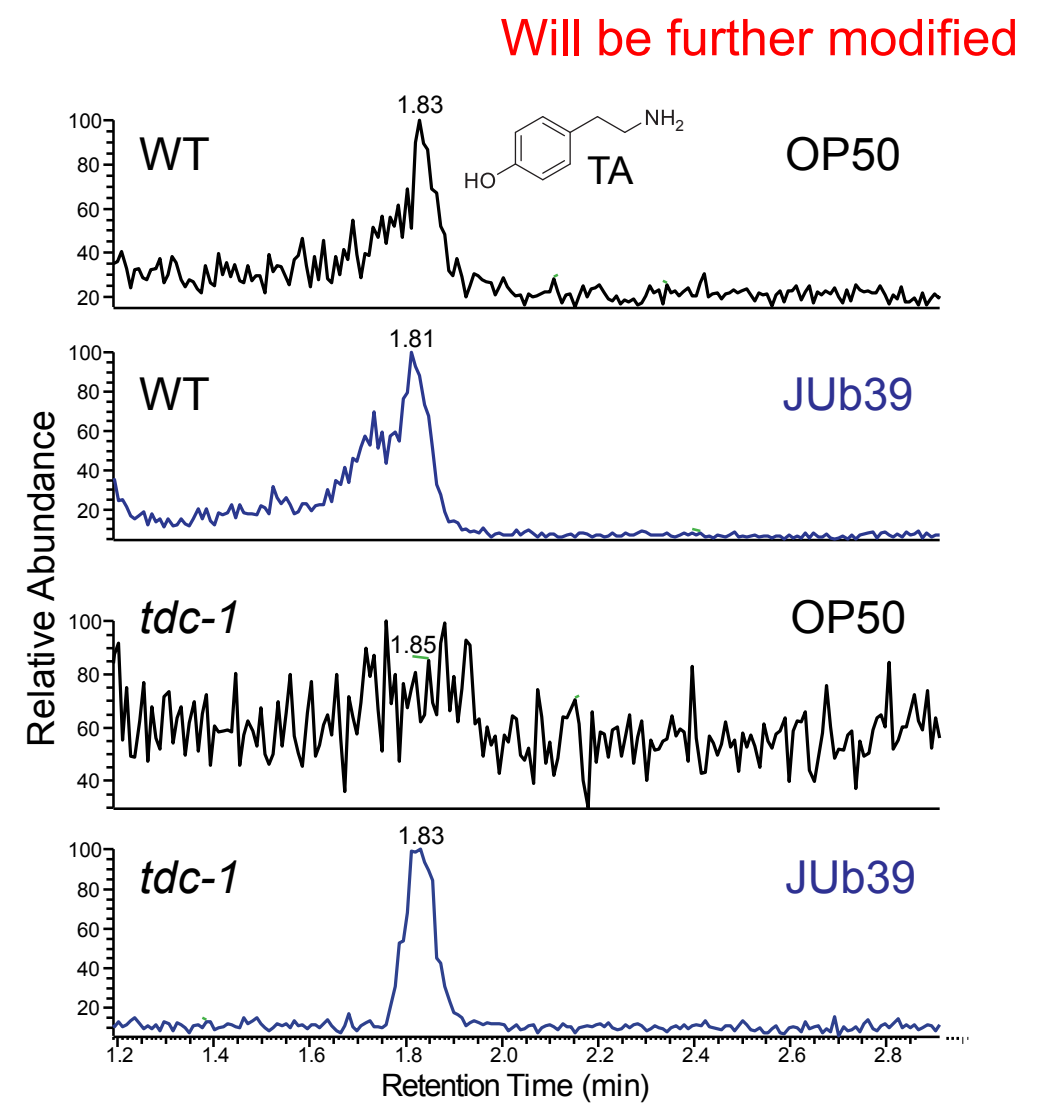 Will be further modified
1.83
WT
NH2
HO
TA
OP50
100
80
60
40
20
1.81
WT
JUb39
100
80
60
40
20
Relative Abundance
tdc-1
1.85
OP50
100
80
60
40
1.83
tdc-1
JUb39
100
80
60
40
20
1.2 1.4 1.6 1.8 2.0 2.2 2.4 2.6 2.8
Retention Time (min)